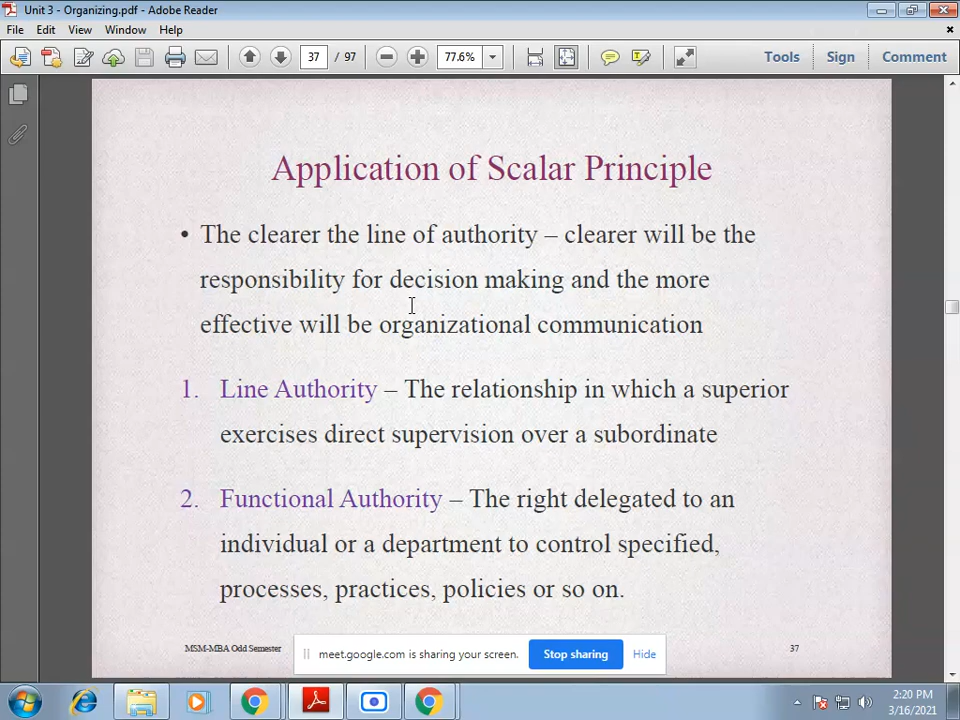 Unit 3 - Organizing.pdf - Adobe Reader
File Edit View Window Help
37 / 97 77.6% Tools Sign Comment
Application of Scalar Principle
• The clearer the line of authority – clearer will be the
responsibility for decision making and the more
effective will be organizational communication
1. Line Authority – The relationship in which a superior
exercises direct supervision over a subordinate
2. Functional Authority – The right delegated to an
individual or a department to control specified,
processes, practices, policies or so on.
MSM-MBA Odd Semester
37
meet.google.com is sharing your screen. Stop sharing Hide
2:20 PM
3/16/2021